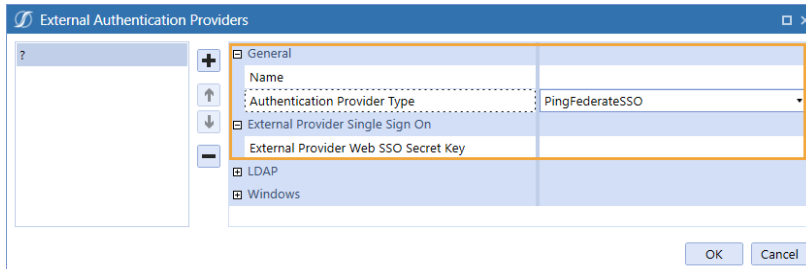 External Authentication Providers
?
General
Name
Authentication Provider Type PingFederateSSO
External Provider Single Sign On
External Provider Web SSO Secret Key
LDAP
Windows
OK Cancel